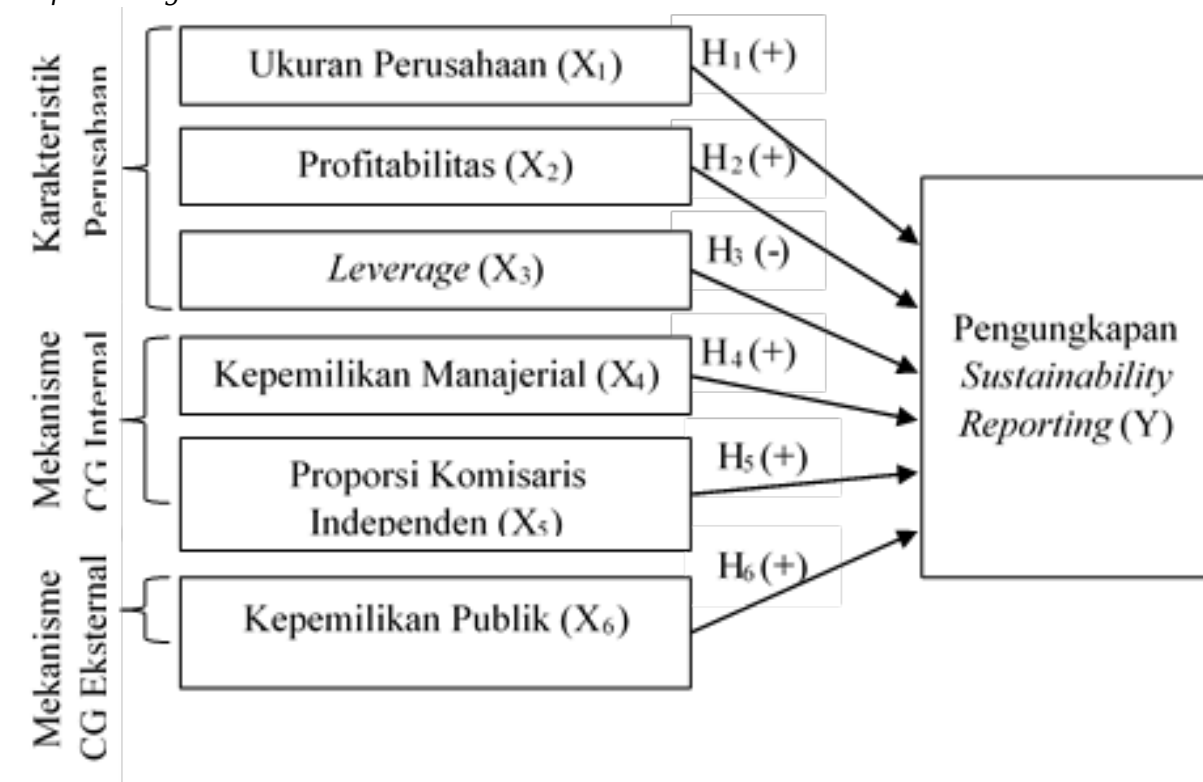 Karakteristik
Perusahaan
Ukuran Perusahaan (X₁)
H₁ (+)
Profitabilitas (X₂)
H₂ (+)
Leverage (X₃)
H₃ (-)
Mekanisme
CG Internal
Kepemilikan Manajerial (X₄)
H₄ (+)
Proporsi Komisaris
Independen (X₅)
H₅ (+)
Mekanisme
CG Eksternal
Kepemilikan Publik (X₆)
H₆ (+)
Pengungkapan
Sustainability
Reporting (Y)